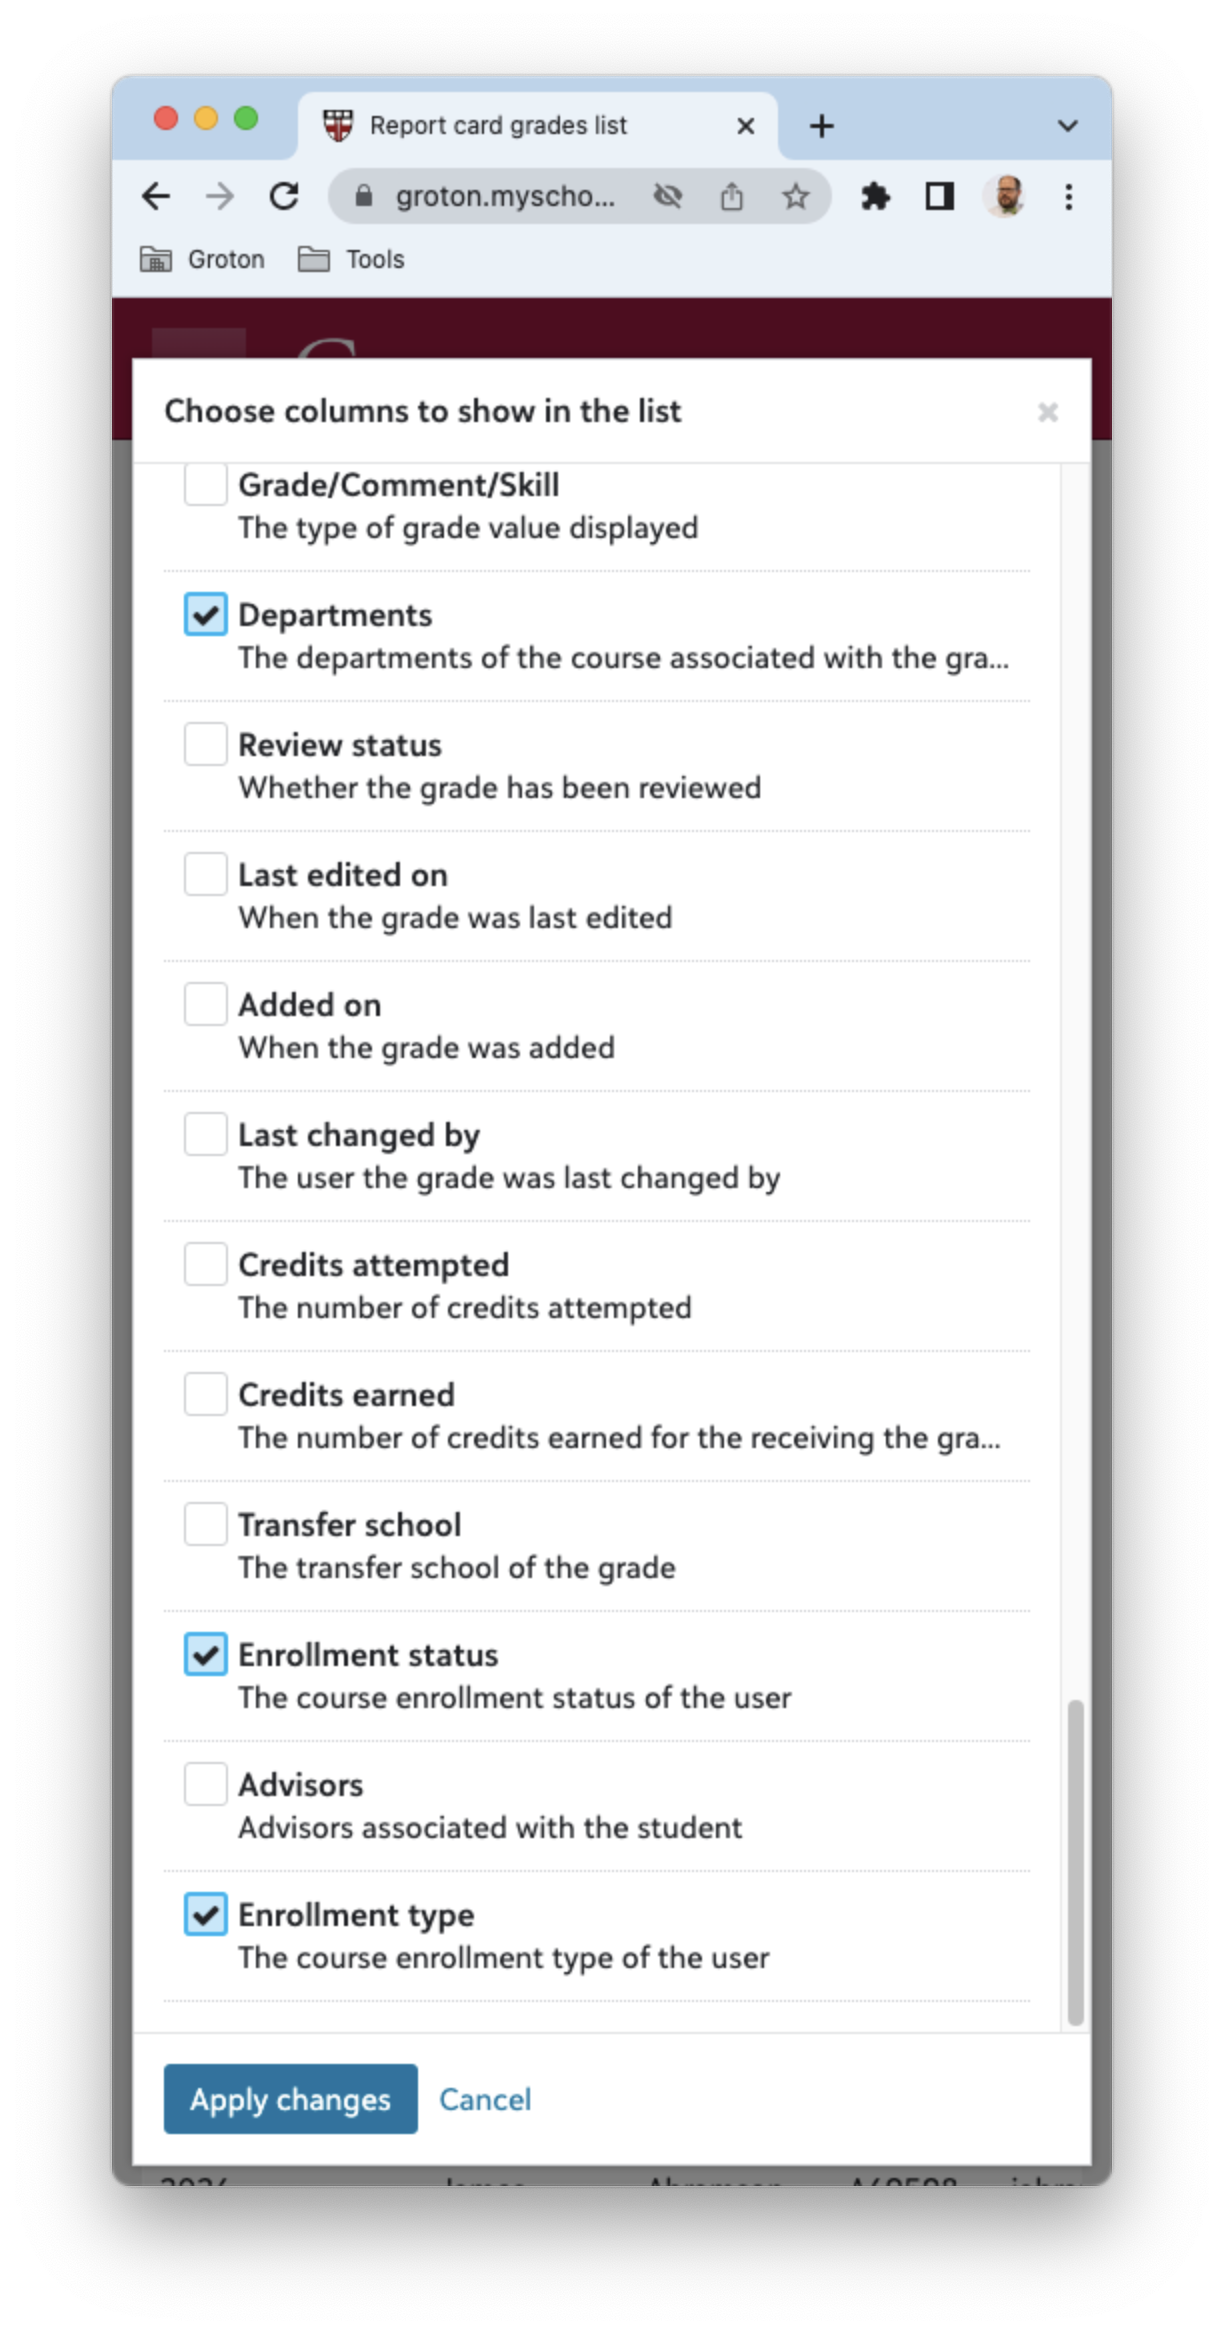 Report card grades list
groton.myscho...
Groton
Tools
Choose columns to show in the list
Grade/Comment/Skill
The type of grade value displayed
Departments
The departments of the course associated with the gra...
Review status
Whether the grade has been reviewed
Last edited on
When the grade was last edited
Added on
When the grade was added
Last changed by
The user the grade was last changed by
Credits attempted
The number of credits attempted
Credits earned
The number of credits earned for the receiving the gra...
Transfer school
The transfer school of the grade
Enrollment status
The course enrollment status of the user
Advisors
Advisors associated with the student
Enrollment type
The course enrollment type of the user
Apply changes
Cancel